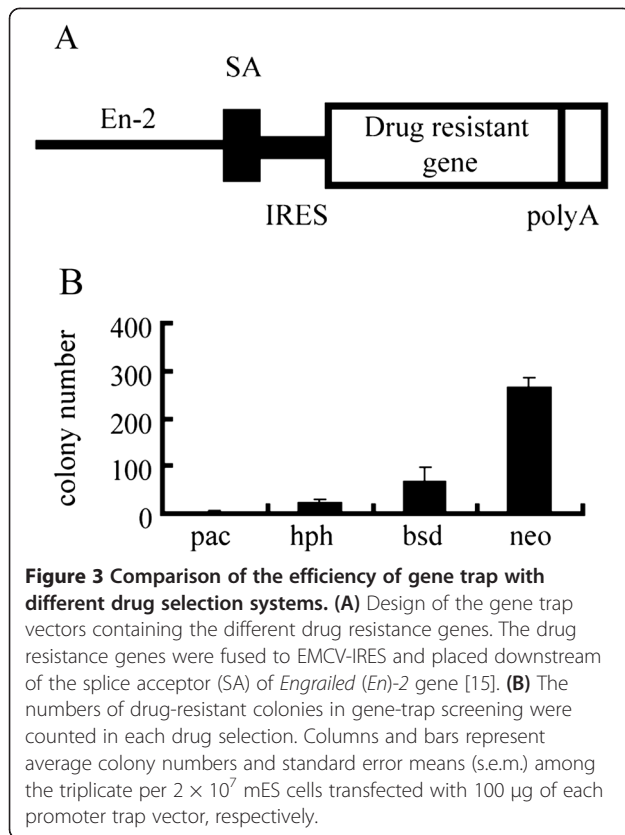 A
SA
En-2
Drug resistant
gene
IRES
polyA
B
400
300
200
100
0
colony number
pac hph bsd neo
Figure 3 Comparison of the efficiency of gene trap with
different drug selection systems. (A) Design of the gene trap
vectors containing the different drug resistance genes. The drug
resistance genes were fused to EMCV-IRES and placed downstream
of the splice acceptor (SA) of Engrailed (En)-2 gene [15]. (B) The
numbers of drug-resistant colonies in gene-trap screening were
counted in each drug selection. Columns and bars represent
average colony numbers and standard error means (s.e.m.) among
the triplicate per 2 × 10⁷ mES cells transfected with 100 μg of each
promoter trap vector, respectively.